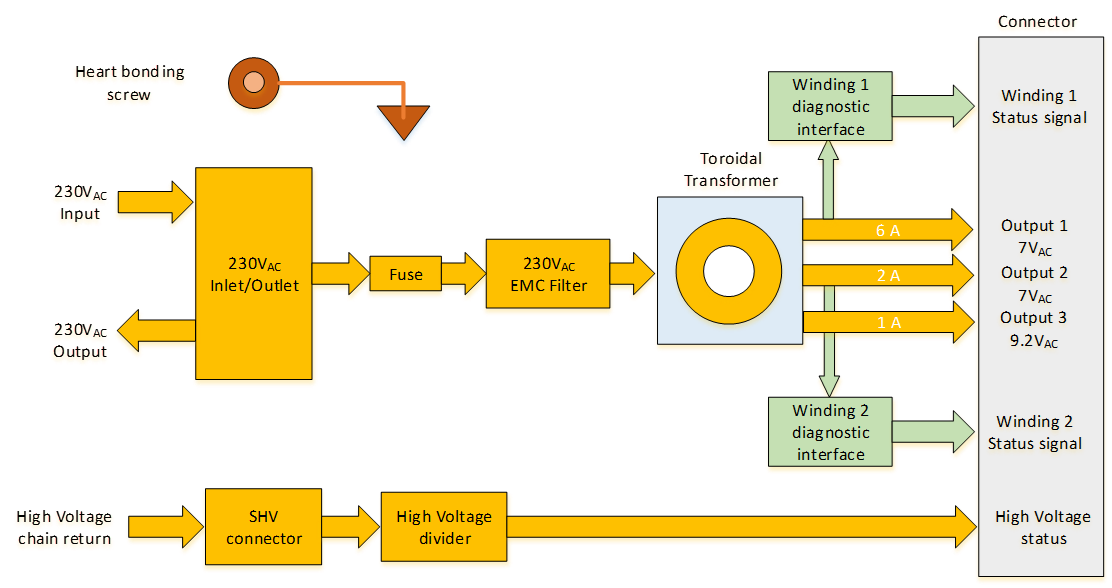 Connector
Heart bonding
screw
Winding 1
diagnostic
interface
Winding 1
Status signal
Toroidal
Transformer
230VAC
Input
230VAC
Inlet/Outlet
Fuse
230VAC
EMC Filter
6 A
2 A
1 A
Output 1
7VAC
Output 2
7VAC
Output 3
9.2VAC
230VAC
Output
Winding 2
diagnostic
interface
Winding 2
Status signal
High Voltage
chain return
SHV
connector
High Voltage
divider
High Voltage
status